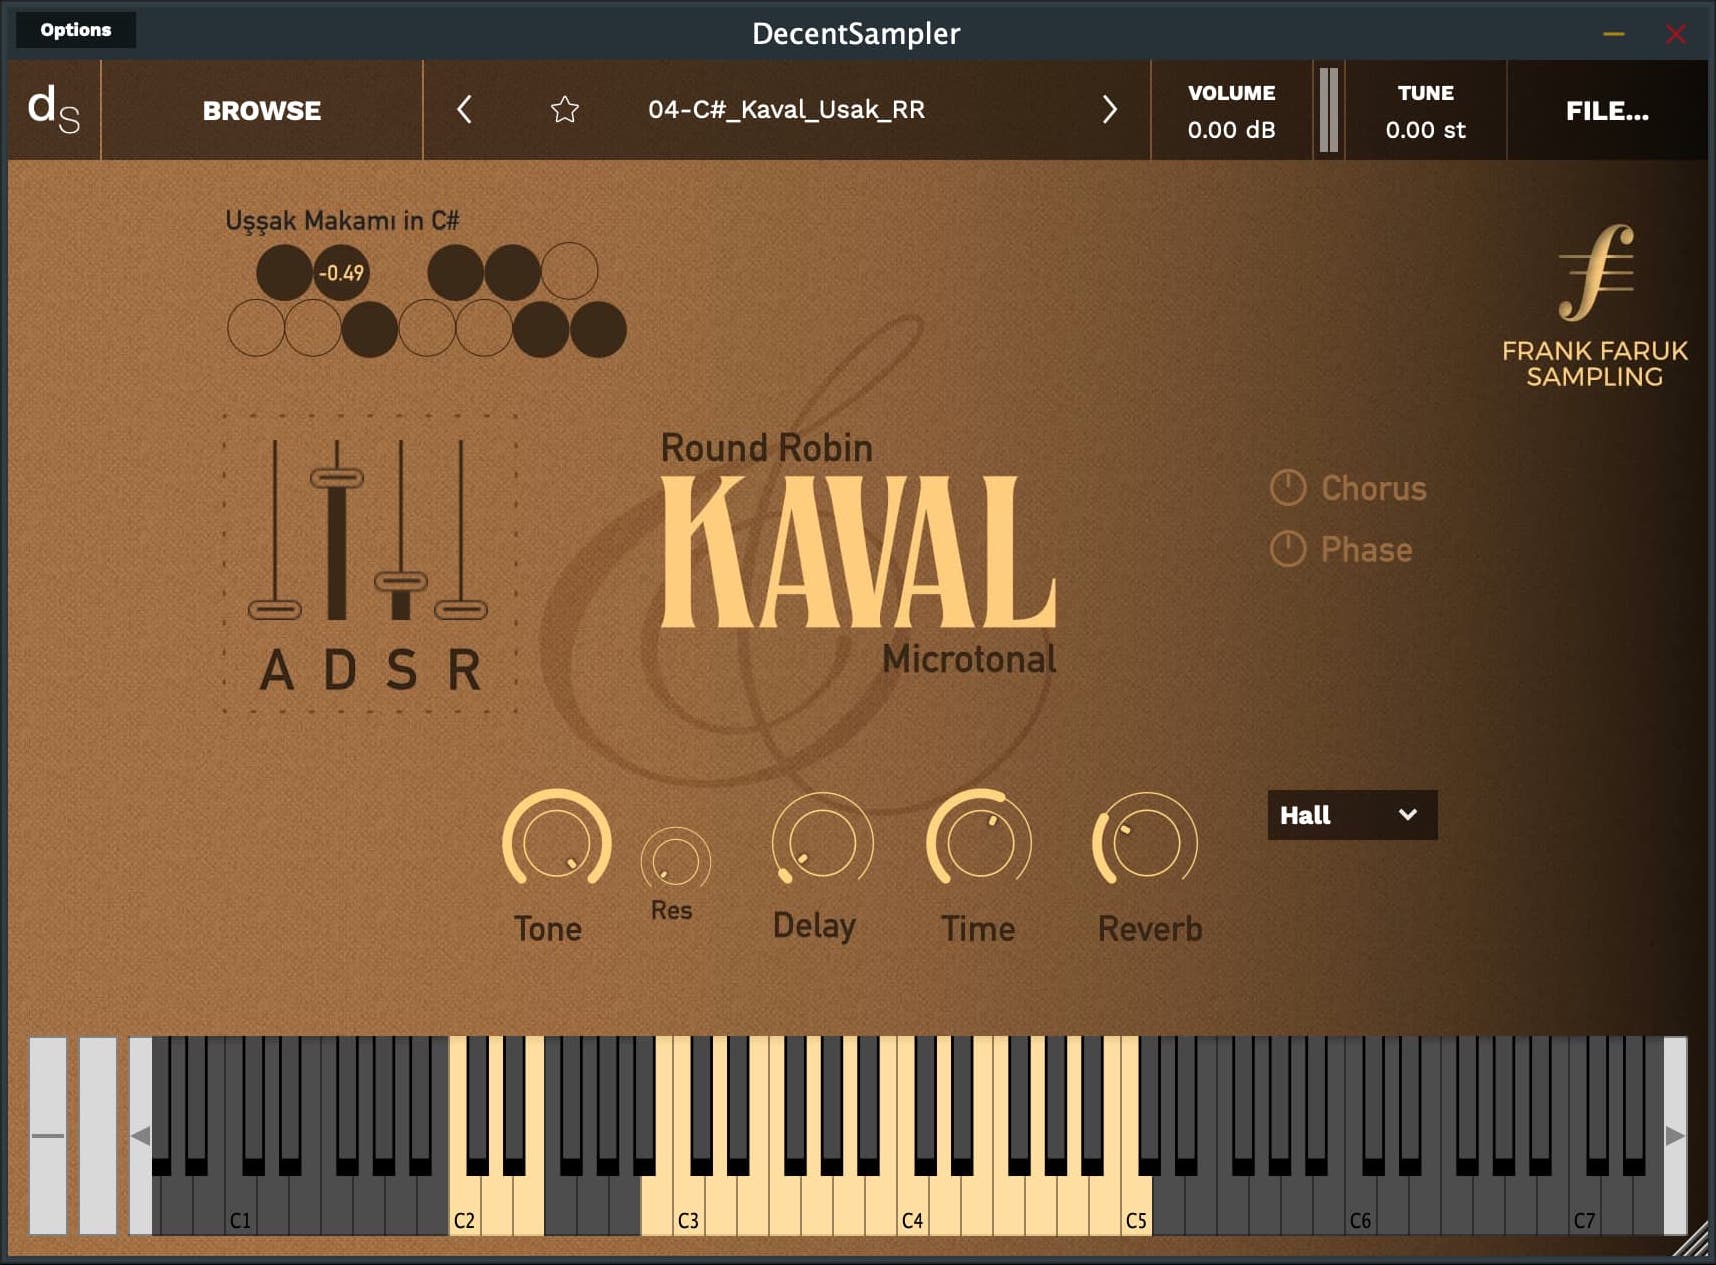 Options
DecentSampler
ds
BROWSE
04-C#_Kaval_Usak_RR
VOLUME
0.00 dB
TUNE
0.00 st
FILE...
Uşşak Makamı in C#
-0.49
FRANK FARUK
SAMPLING
Round Robin
KAVAL
Microtonal
Chorus
Phase
A D S R
Hall
Tone
Res
Delay
Time
Reverb
C1 C2 C3 C4 C5 C6 C7